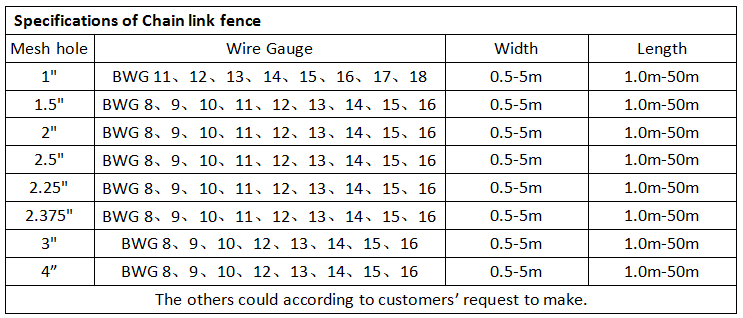 Specifications of Chain link fence
Mesh hole Wire Gauge Width Length
1" BWG 11、12、13、14、15、16、17、18 0.5-5m 1.0m-50m
1.5" BWG 8、9、10、11、12、13、14、15、16 0.5-5m 1.0m-50m
2" BWG 8、9、10、11、12、13、14、15、16 0.5-5m 1.0m-50m
2.5" BWG 8、9、10、11、12、13、14、15、16 0.5-5m 1.0m-50m
2.25" BWG 8、9、10、11、12、13、14、15、16 0.5-5m 1.0m-50m
2.375" BWG 8、9、10、11、12、13、14、15、16 0.5-5m 1.0m-50m
3" BWG 8、9、10、12、13、14、15、16 0.5-5m 1.0m-50m
4” BWG 8、9、10、12、13、14、15、16 0.5-5m 1.0m-50m
The others could according to customers’ request to make.